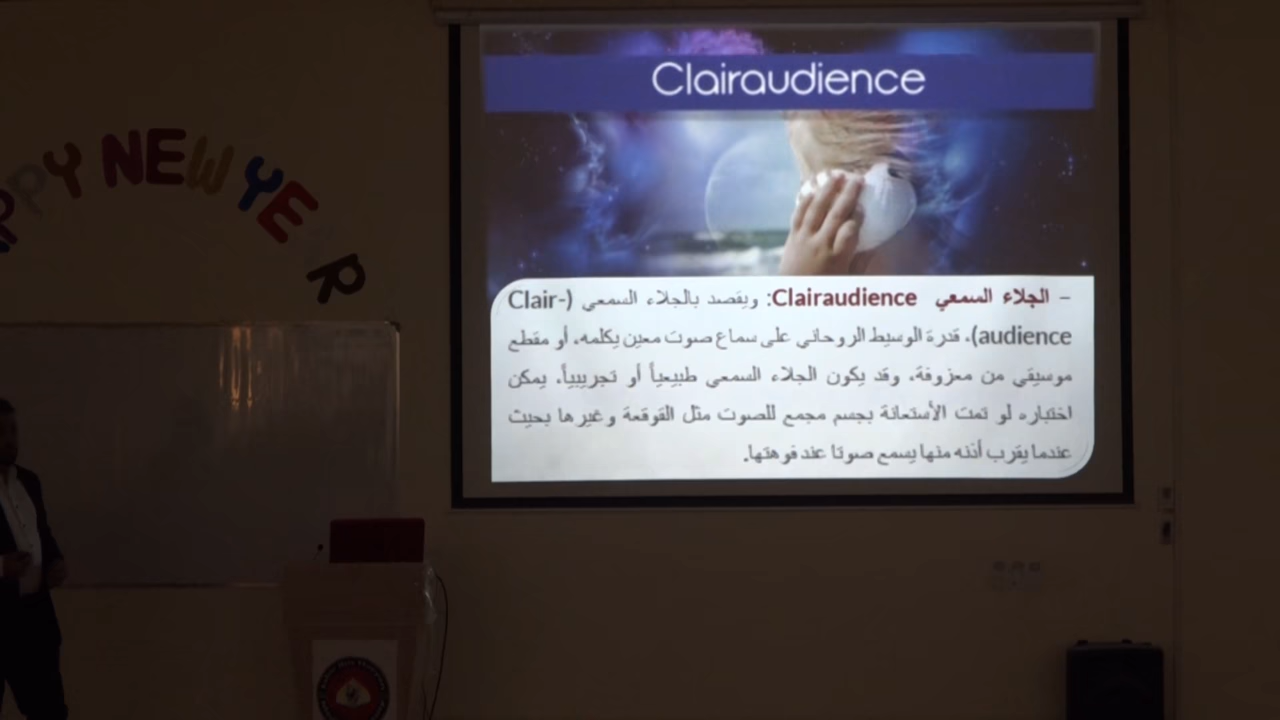 PPY NEW YEAR
Clairaudience
– الجلاء السمعي Clairaudience: ويقصد بالجلاء السمعي (Clair-
audience)، قدرة الوسيط الروحاني على سماع صوت معين يكلمه، أو مقطع
موسيقي من معزوفة، وقد يكون الجلاء السمعي طبيعياً أو تجريبياً، يمكن
اختباره لو تمت الأستعانة بجسم مجمع للصوت مثل القوقعة وغيرها بحيث
عندما يقرب أذنه منها يسمع صوتا عند فوهتها.